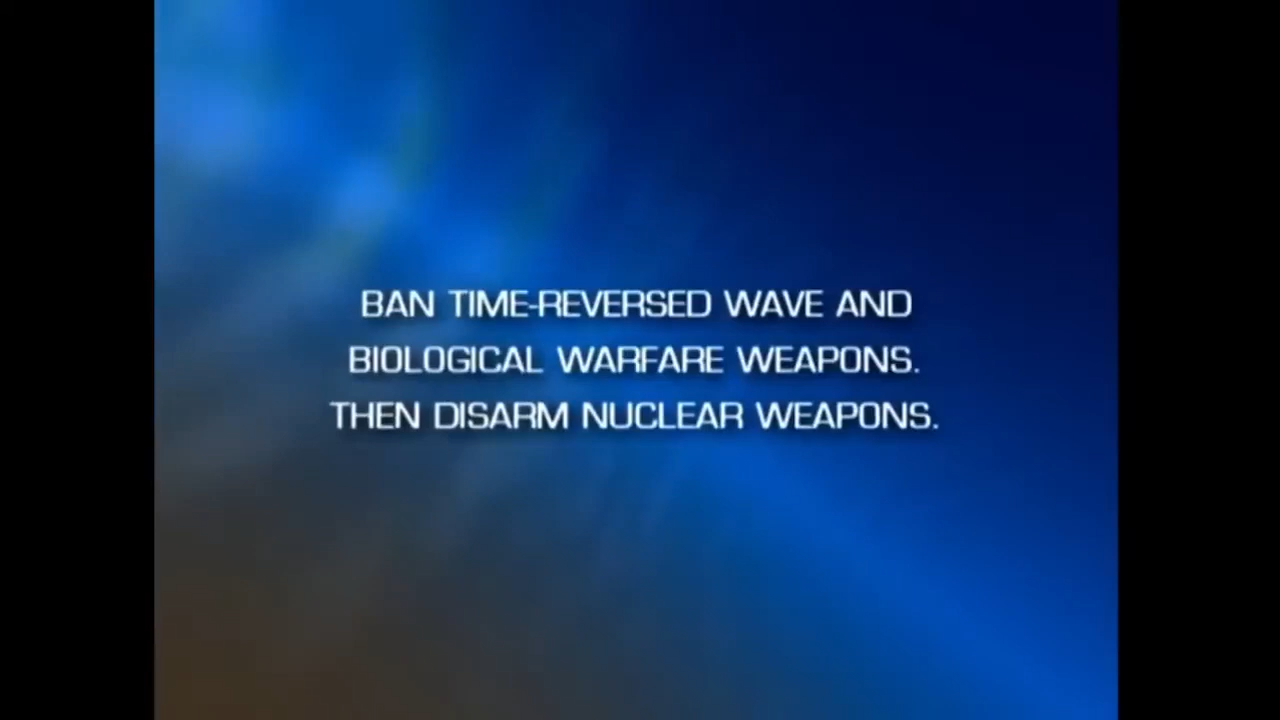 BAN TIME-REVERSED WAVE AND
BIOLOGICAL WARFARE WEAPONS.
THEN DISARM NUCLEAR WEAPONS.